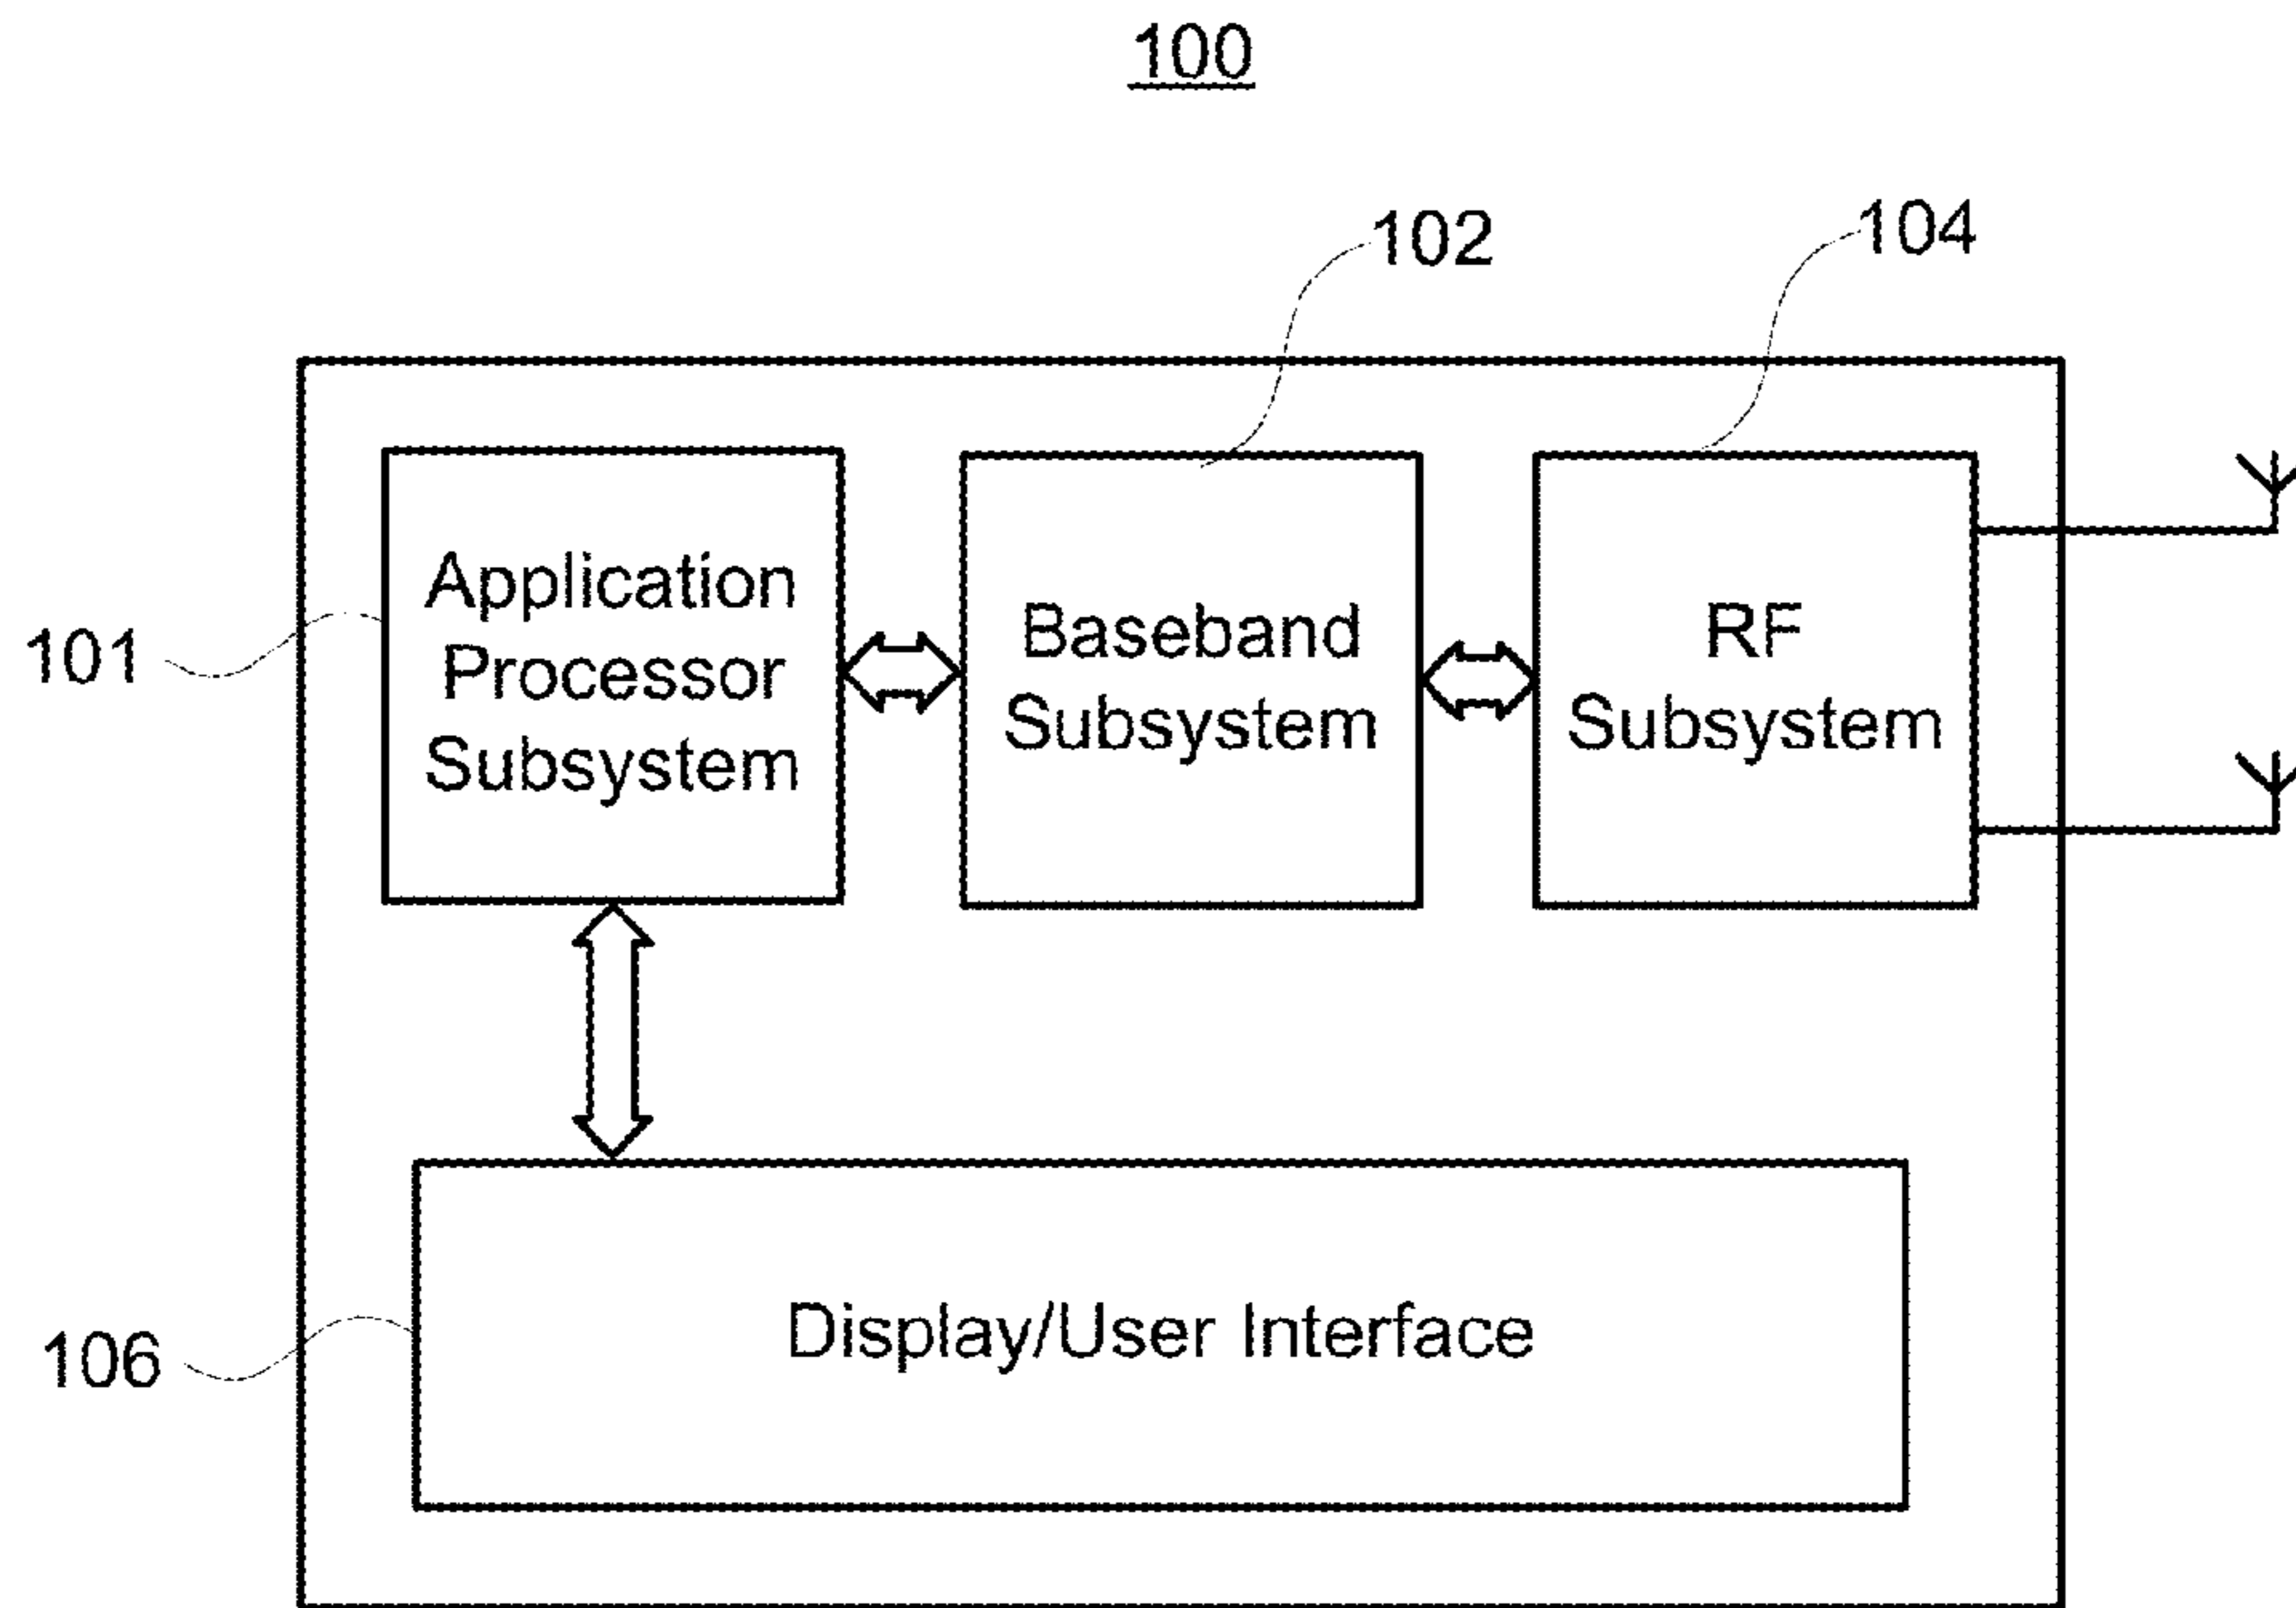 100
102
104
Application
Processor
Subsystem
Baseband
Subsystem
RF
Subsystem
101
Display/User Interface
106